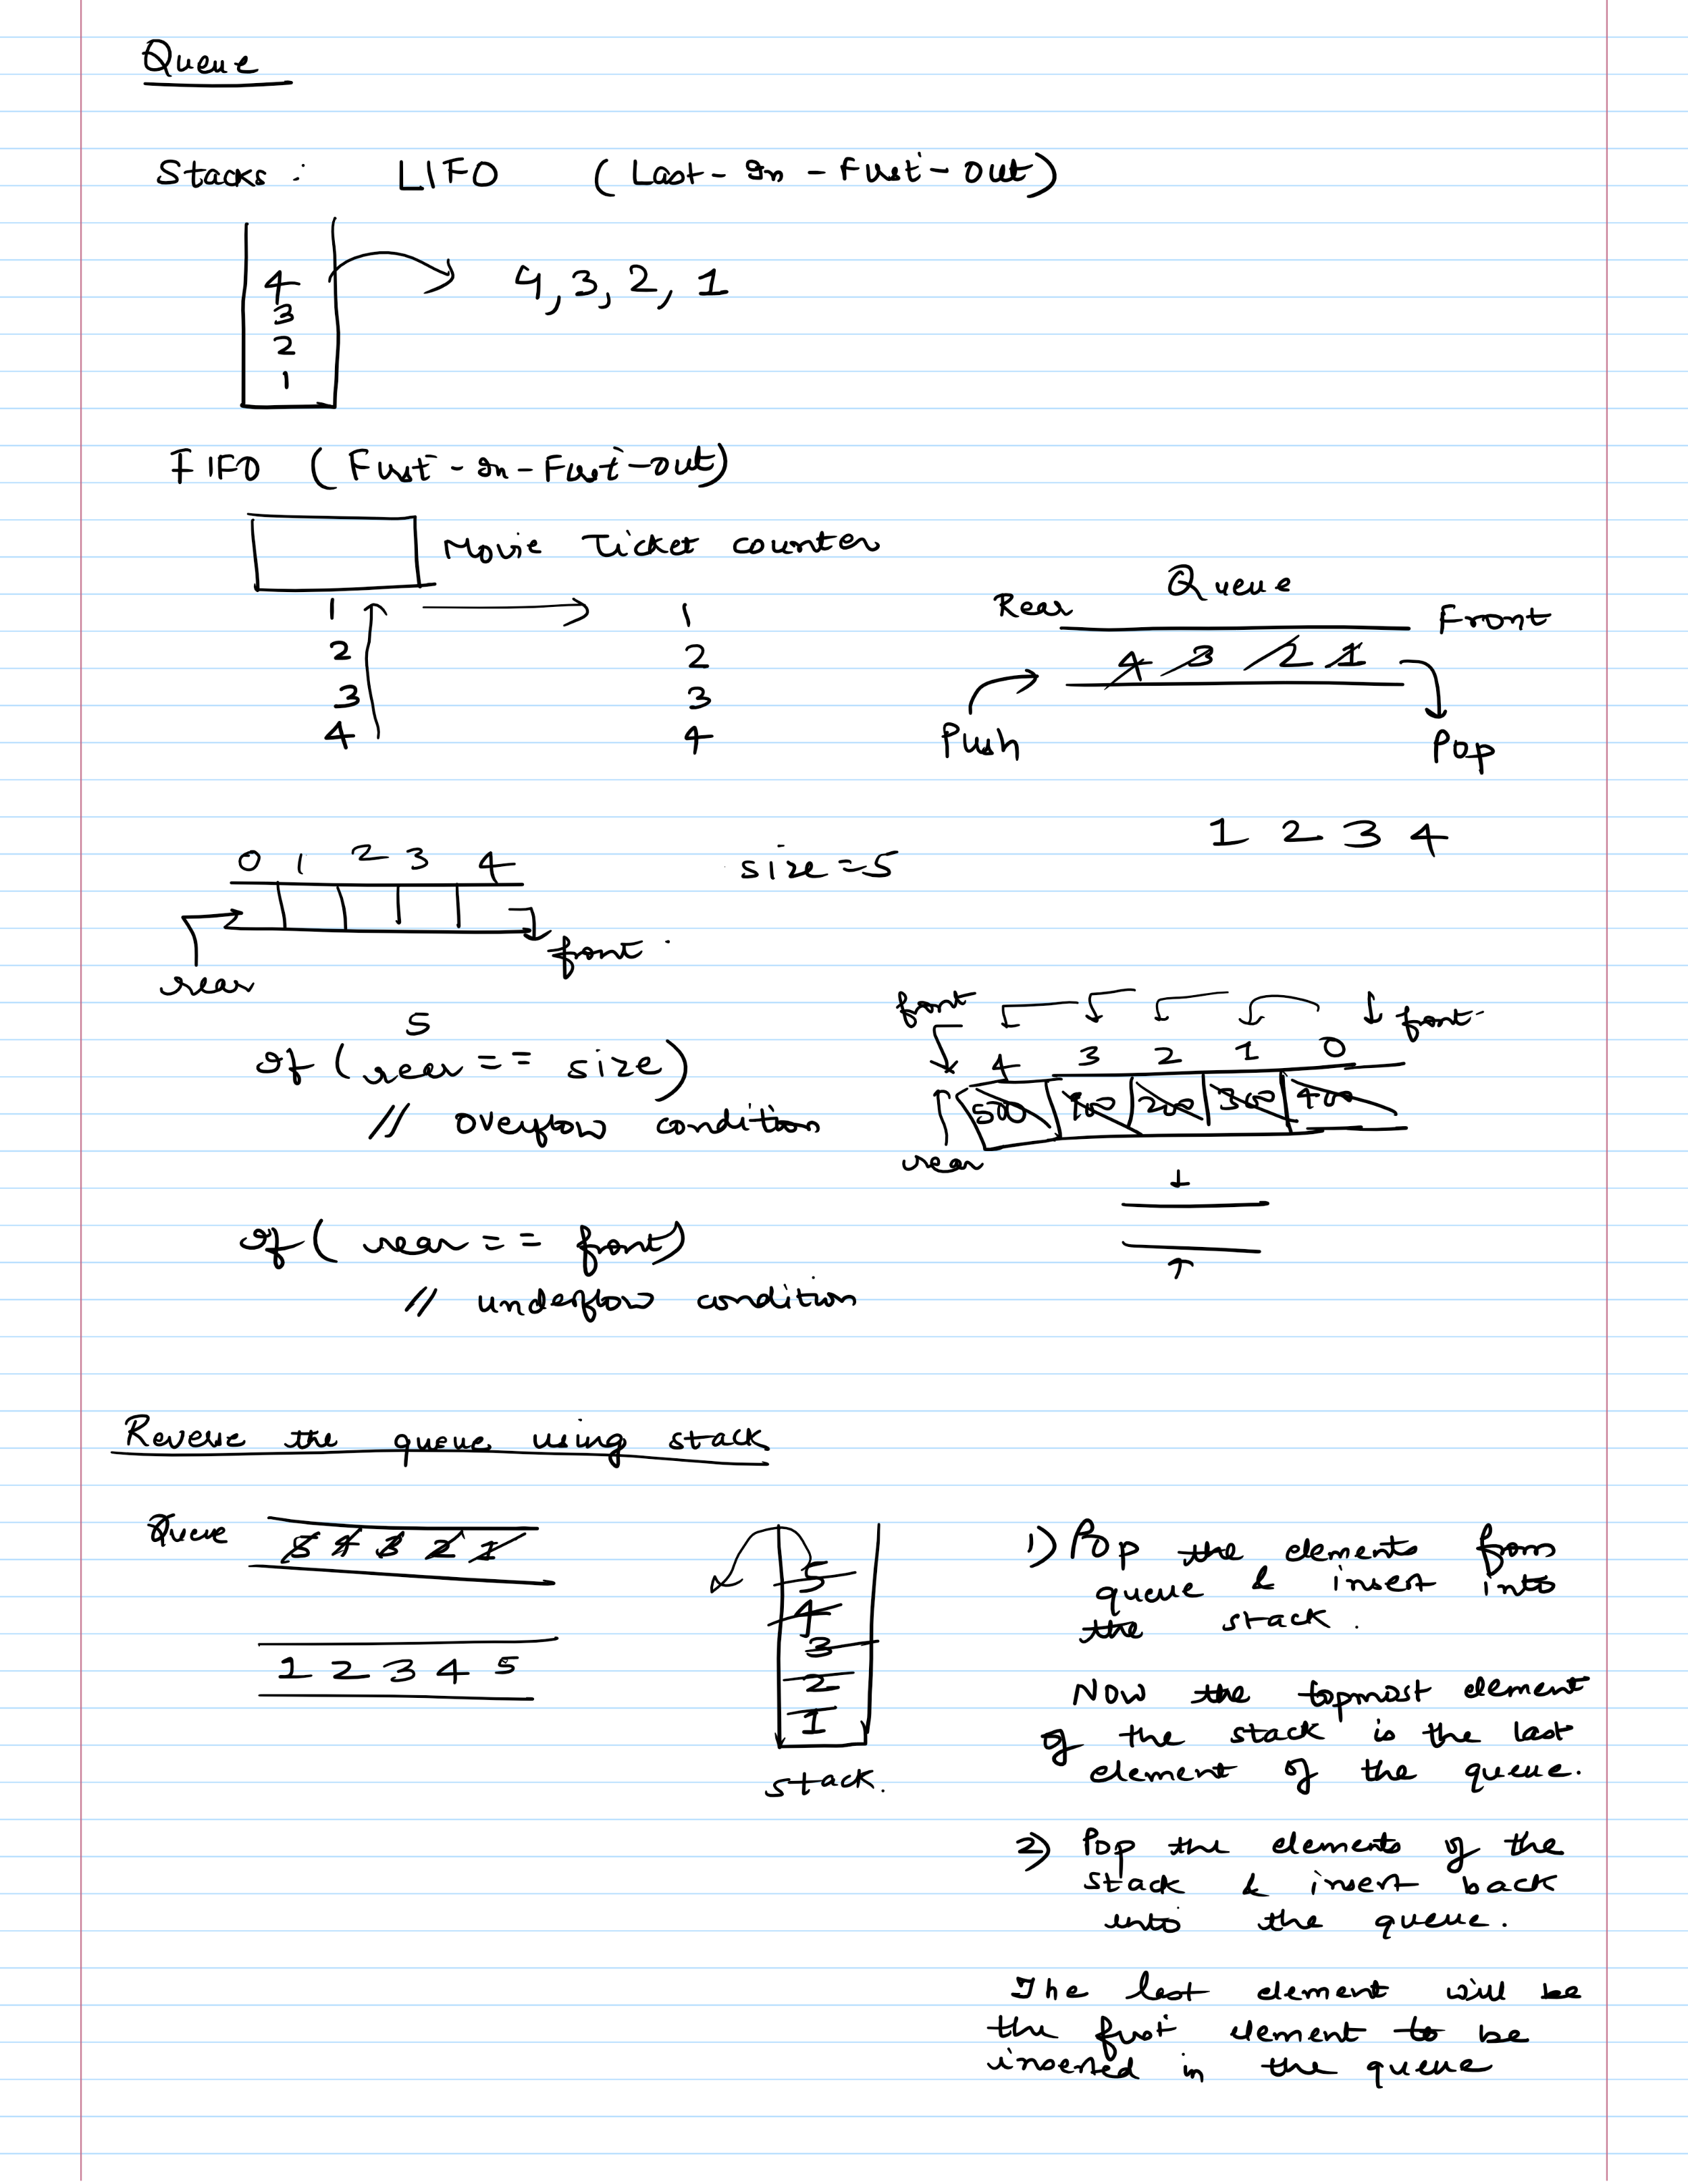 Queue
Stacks : LIFO (Last-In-First-Out)
4
3
2
1
4, 3, 2, 1
FIFO (First-In-First-out)
Movie Ticket counter
1 1
2 2
3 3
4 4
Queue
Rear Front
4 3 2 1
Push Pop
1 2 3 4
0 1 2 3 4
size = 5
rear front
5
if (rear == size)
// overflow condition
front front
4 3 2 1 0
500 100 200 300 400
rear
if (rear == front)
// underflow condition
Reverse the queue using stack
Queue 5 4 3 2 1
1 2 3 4 5
5
4
3
2
1
stack.
1) Pop the elements from
queue & insert into
the stack.
Now the topmost element
of the stack is the last
element of the queue.
2) Pop the elements of the
stack & insert back
into the queue.
The last element will be
the first element to be
inserted in the queue